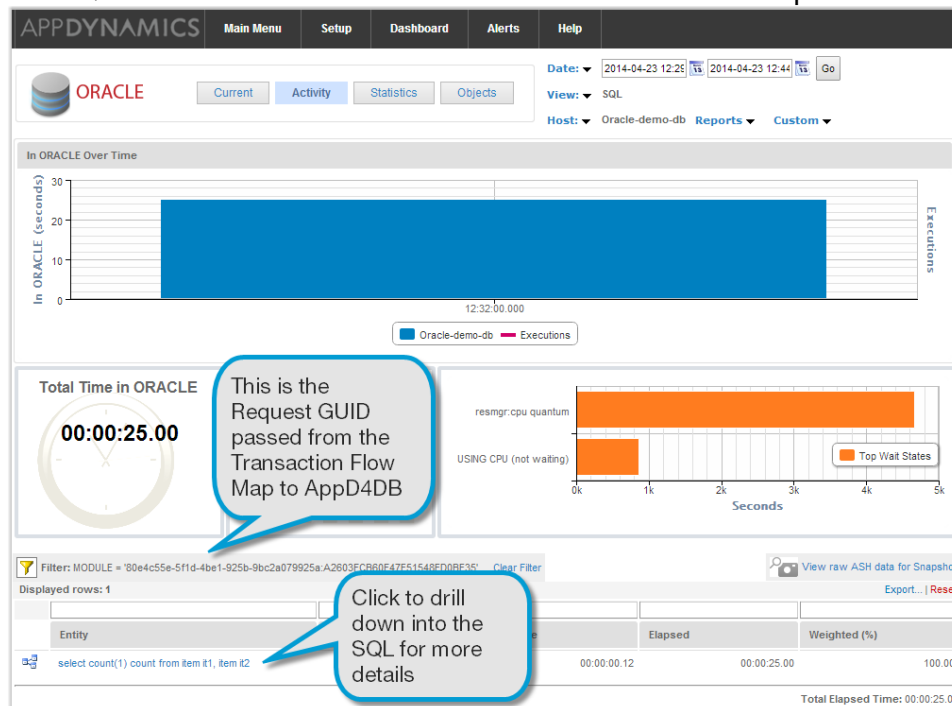 APPDYNAMICS Main Menu Setup Dashboard Alerts Help
ORACLE Current Activity Statistics Objects
Date: 2014-04-23 12:29 2014-04-23 12:44 Go
View: SQL
Host: Oracle-demo-db Reports Custom
In ORACLE Over Time
In ORACLE (seconds)
30
20
10
0
Executions
12:32:00.000
Oracle-demo-db Executions
Total Time in ORACLE
00:00:25.00
This is the
Request GUID
passed from the
Transaction Flow
Map to AppD4DB
resmgr:cpu quantum
USING CPU (not waiting)
Top Wait States
0k 1k 2k 3k 4k 5k
Seconds
Filter: MODULE = '80e4c55e-5f1d-4be1-925b-9bc2a079925a:A2603FCB60F47F51548FD0BF35' Clear Filter
View raw ASH data for Snapsho
Displayed rows: 1
Export... | Rese
Click to drill
down into the
SQL for more
details
Entity Elapsed Weighted (%)
select count(1) count from item it1, item it2 00:00:00.12 00:00:25.00 100.00
Total Elapsed Time: 00:00:25.0